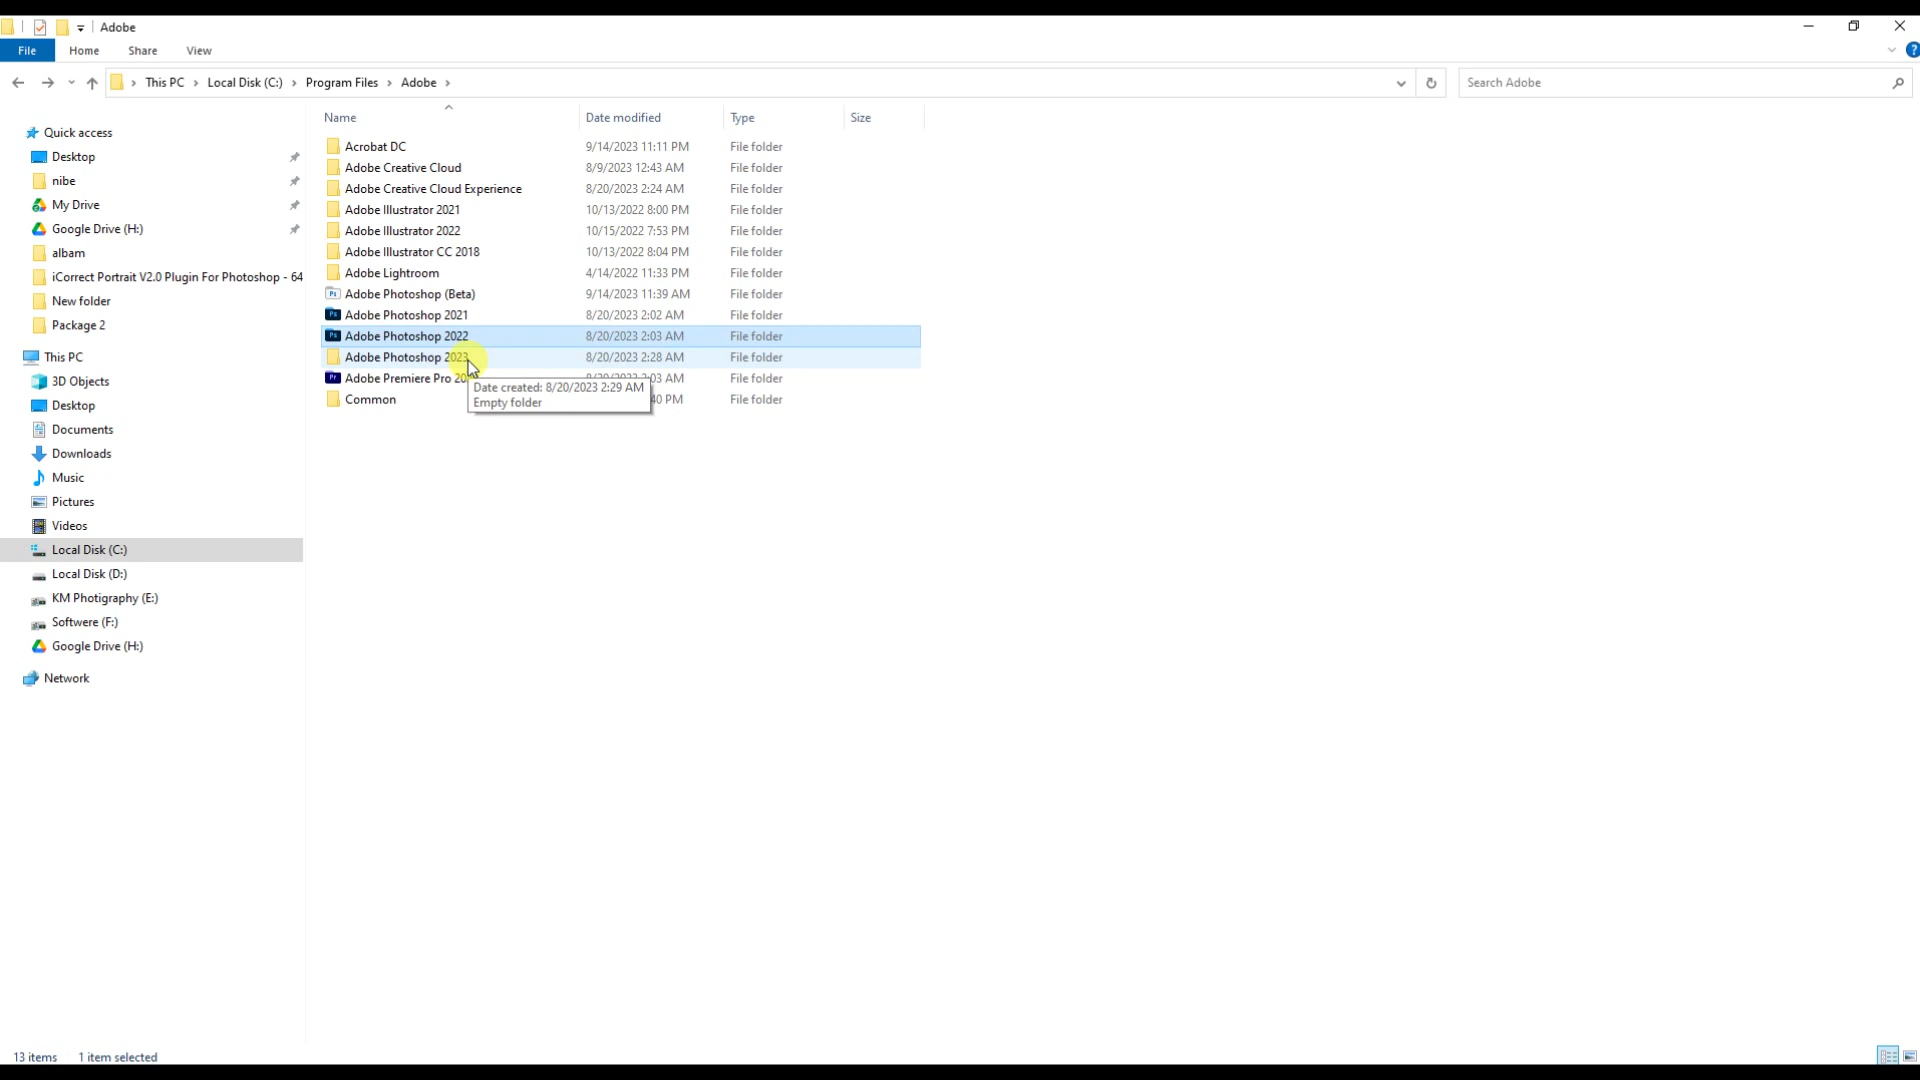 Adobe
File Home Share View
This PC > Local Disk (C:) > Program Files > Adobe >
Search Adobe
Name Date modified Type Size
Quick access
Desktop
nibe
My Drive
Google Drive (H:)
albam
iCorrect Portrait V2.0 Plugin For Photoshop - 64
New folder
Package 2
This PC
3D Objects
Desktop
Documents
Downloads
Music
Pictures
Videos
Local Disk (C:)
Local Disk (D:)
KM Photigraphy (E:)
Softwere (F:)
Google Drive (H:)
Network
Acrobat DC 9/14/2023 11:11 PM File folder
Adobe Creative Cloud 8/9/2023 12:43 AM File folder
Adobe Creative Cloud Experience 8/20/2023 2:24 AM File folder
Adobe Illustrator 2021 10/13/2022 8:00 PM File folder
Adobe Illustrator 2022 10/15/2022 7:53 PM File folder
Adobe Illustrator CC 2018 10/13/2022 8:04 PM File folder
Adobe Lightroom 4/14/2022 11:33 PM File folder
Adobe Photoshop (Beta) 9/14/2023 11:39 AM File folder
Adobe Photoshop 2021 8/20/2023 2:02 AM File folder
Adobe Photoshop 2022 8/20/2023 2:03 AM File folder
Adobe Photoshop 2023 8/20/2023 2:28 AM File folder
Adobe Premiere Pro 8/20/2023 2:03 AM File folder
Common PM File folder
Date created: 8/20/2023 2:29 AM
Empty folder
13 items 1 item selected